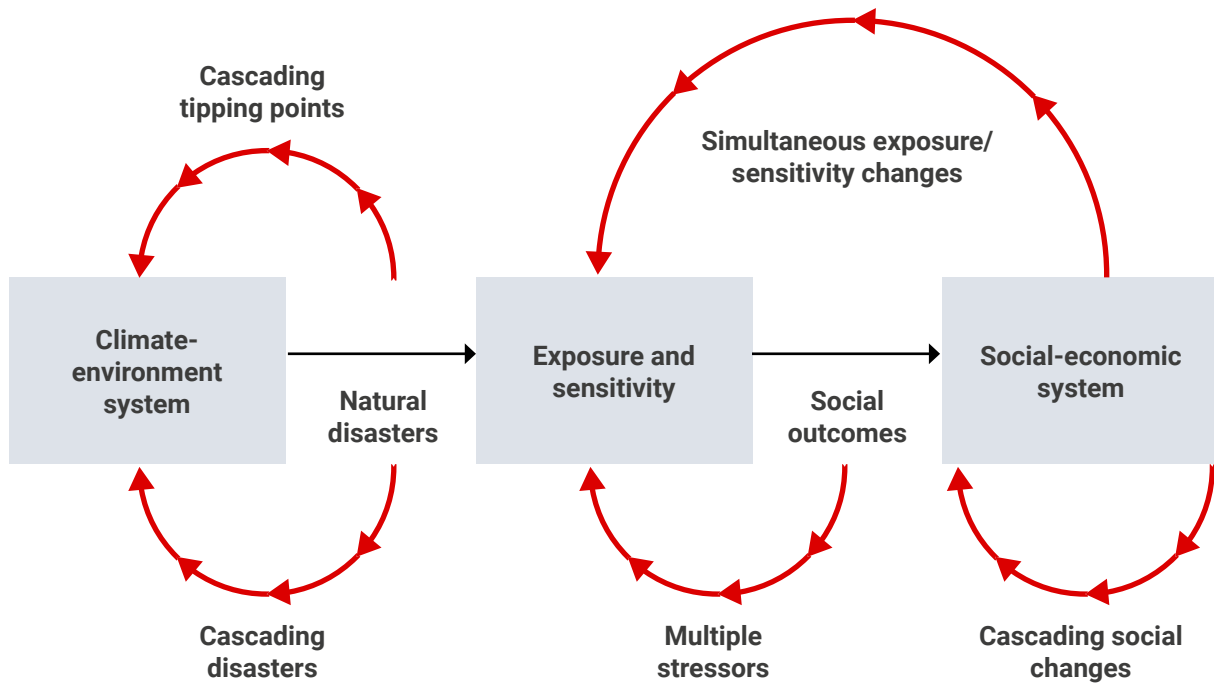 Cascading
tipping points
Simultaneous exposure/
sensitivity changes
Climate-
environment
system
Exposure and
sensitivity
Social-economic
system
Natural
disasters
Social
outcomes
Cascading
disasters
Multiple
stressors
Cascading social
changes